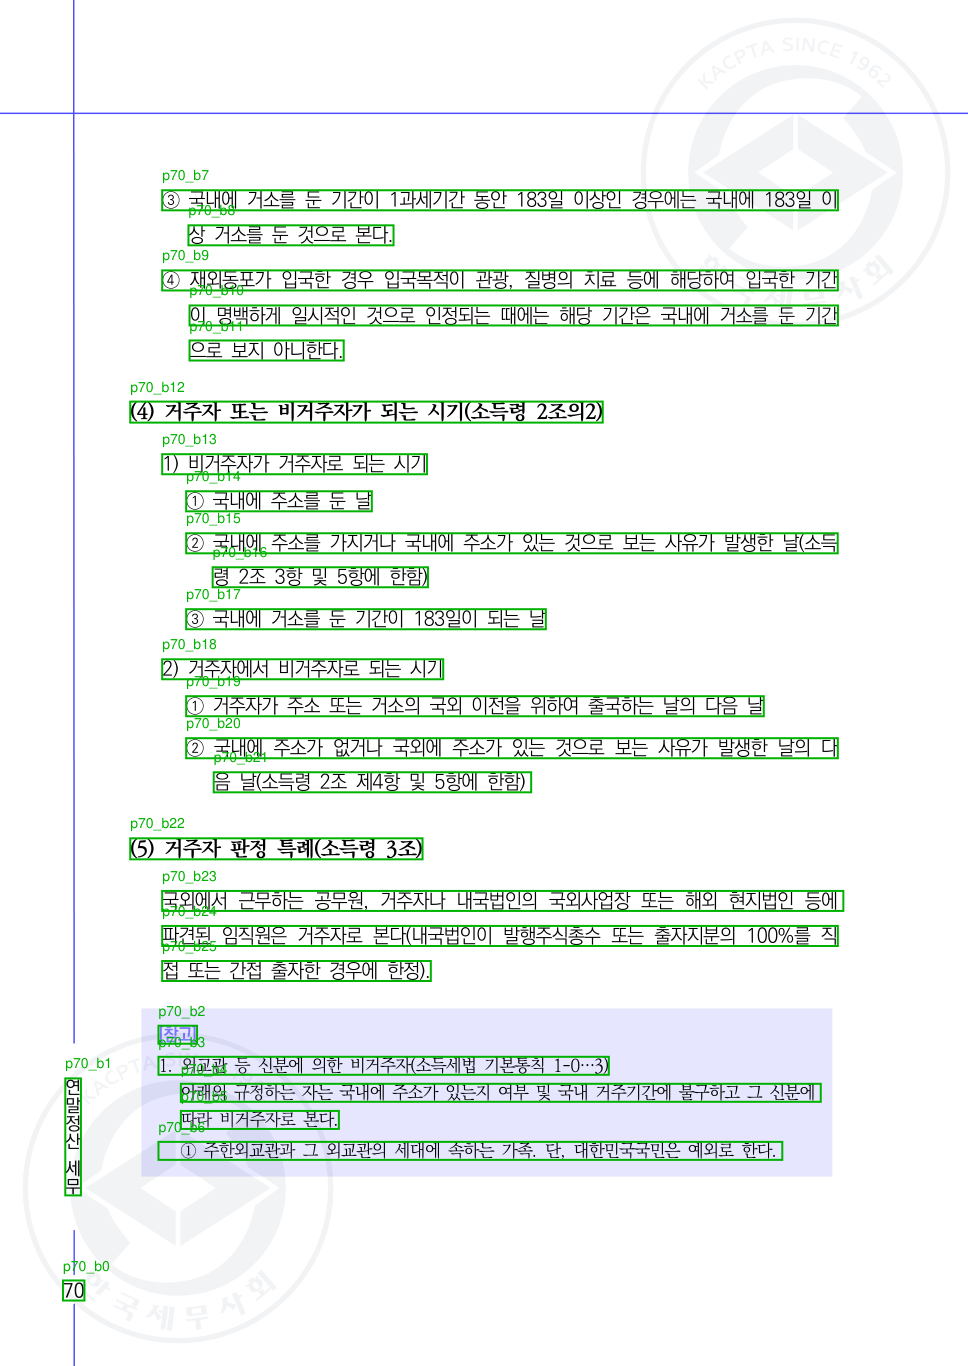 KACPTA SINCE 1962
한국세무사회
p70_b7
③ 국내에 거소를 둔 기간이 1과세기간 동안 183일 이상인 경우에는 국내에 183일 이
p70_b8
상 거소를 둔 것으로 본다.
p70_b9
④ 재외동포가 입국한 경우 입국목적이 관광, 질병의 치료 등에 해당하여 입국한 기간
p70_b10
이 명백하게 일시적인 것으로 인정되는 때에는 해당 기간은 국내에 거소를 둔 기간
p70_b11
으로 보지 아니한다.
p70_b12
(4) 거주자 또는 비거주자가 되는 시기(소득령 2조의2)
p70_b13
1) 비거주자가 거주자로 되는 시기
p70_b14
① 국내에 주소를 둔 날
p70_b15
② 국내에 주소를 가지거나 국내에 주소가 있는 것으로 보는 사유가 발생한 날(소득
p70_b16
령 2조 3항 및 5항에 한함)
p70_b17
③ 국내에 거소를 둔 기간이 183일이 되는 날
p70_b18
2) 거주자에서 비거주자로 되는 시기
p70_b19
① 거주자가 주소 또는 거소의 국외 이전을 위하여 출국하는 날의 다음 날
p70_b20
② 국내에 주소가 없거나 국외에 주소가 있는 것으로 보는 사유가 발생한 날의 다
p70_b21
음 날(소득령 2조 제4항 및 5항에 한함)
p70_b22
(5) 거주자 판정 특례(소득령 3조)
p70_b23
국외에서 근무하는 공무원, 거주자나 내국법인의 국외사업장 또는 해외 현지법인 등에
p70_b24
파견된 임직원은 거주자로 본다(내국법인이 발행주식총수 또는 출자지분의 100%를 직
p70_b25
접 또는 간접 출자한 경우에 한정).
p70_b2
참고
p70_b3
1. 외교관 등 신분에 의한 비거주자(소득세법 기본통칙 1-0…3)
p70_b4
아래의 규정하는 자는 국내에 주소가 있는지 여부 및 국내 거주기간에 불구하고 그 신분에
p70_b5
따라 비거주자로 본다.
p70_b6
① 주한외교관과 그 외교관의 세대에 속하는 가족. 단, 대한민국국민은 예외로 한다.
p70_b1
연말정산 세무
KACPTA SINCE 1962
한국세무사회
p70_b0
70